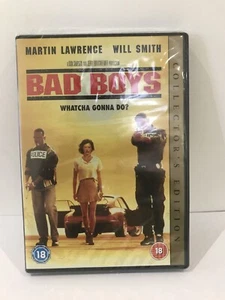 MARTIN LAWRENCE WILL SMITH
BAD BOYS
WHATCHA GONNA DO?
COLLECTOR'S EDITION
POLICE
18
18